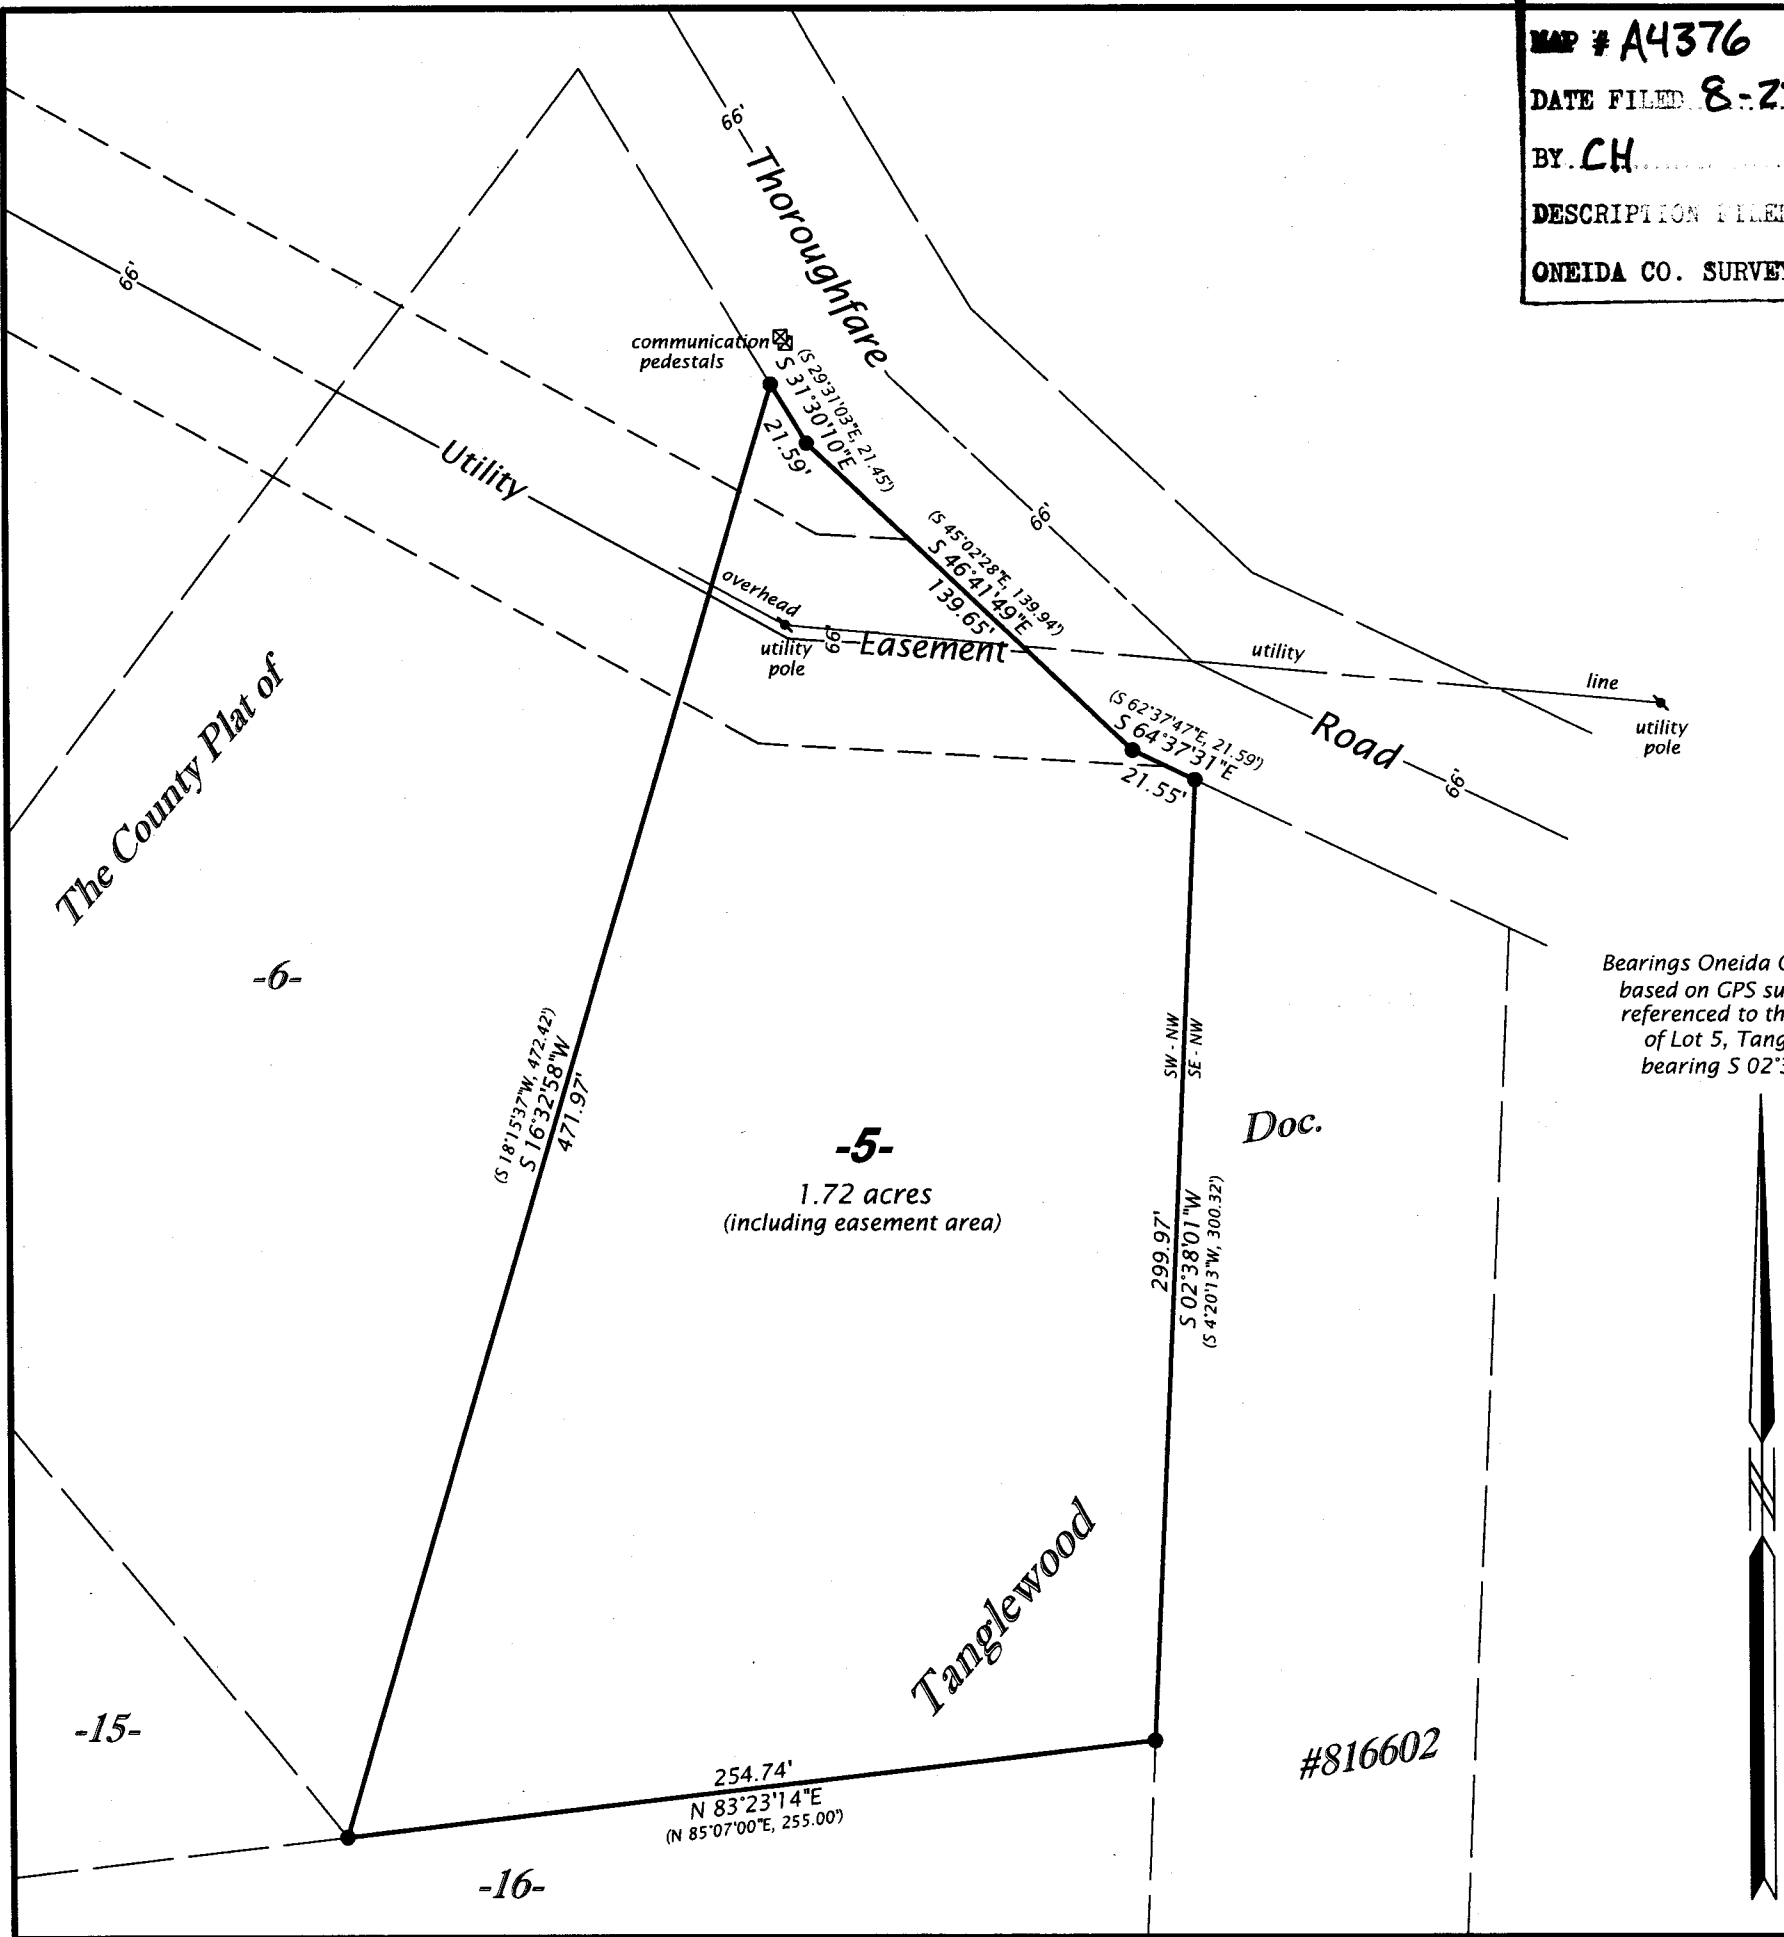 MAP # A4376
DATE FILED 8-2
BY. CH
DESCRIPTION FILED
ONEIDA CO. SURVEY
66'
Thoroughfare
66'
communication
pedestals
(S 29°31'03"E, 21.45')
S 31°30'10"E
21.59'
Utility
66'
(S 45°02'28"E, 139.94')
S 46°41'49"E
139.65'
overhead
utility
pole
66'
Easement
utility
line
utility
pole
(S 62°37'47"E, 21.59')
S 64°37'31"E
21.55'
Road
66'
The County Plat of
-6-
Bearings Oneida
based on GPS
referenced to
of Lot 5,
bearing S 02°
SW - NW
SE - NW
(S 18°15'37"W, 472.42')
S 16°32'58"W
471.97'
Doc.
-5-
1.72 acres
(including easement area)
299.97'
S 02°38'01"W
(S 4°20'13"W, 300.32')
Tanglewood
-15-
#816602
254.74'
N 83°23'14"E
(N 85°07'00"E, 255.00')
-16-